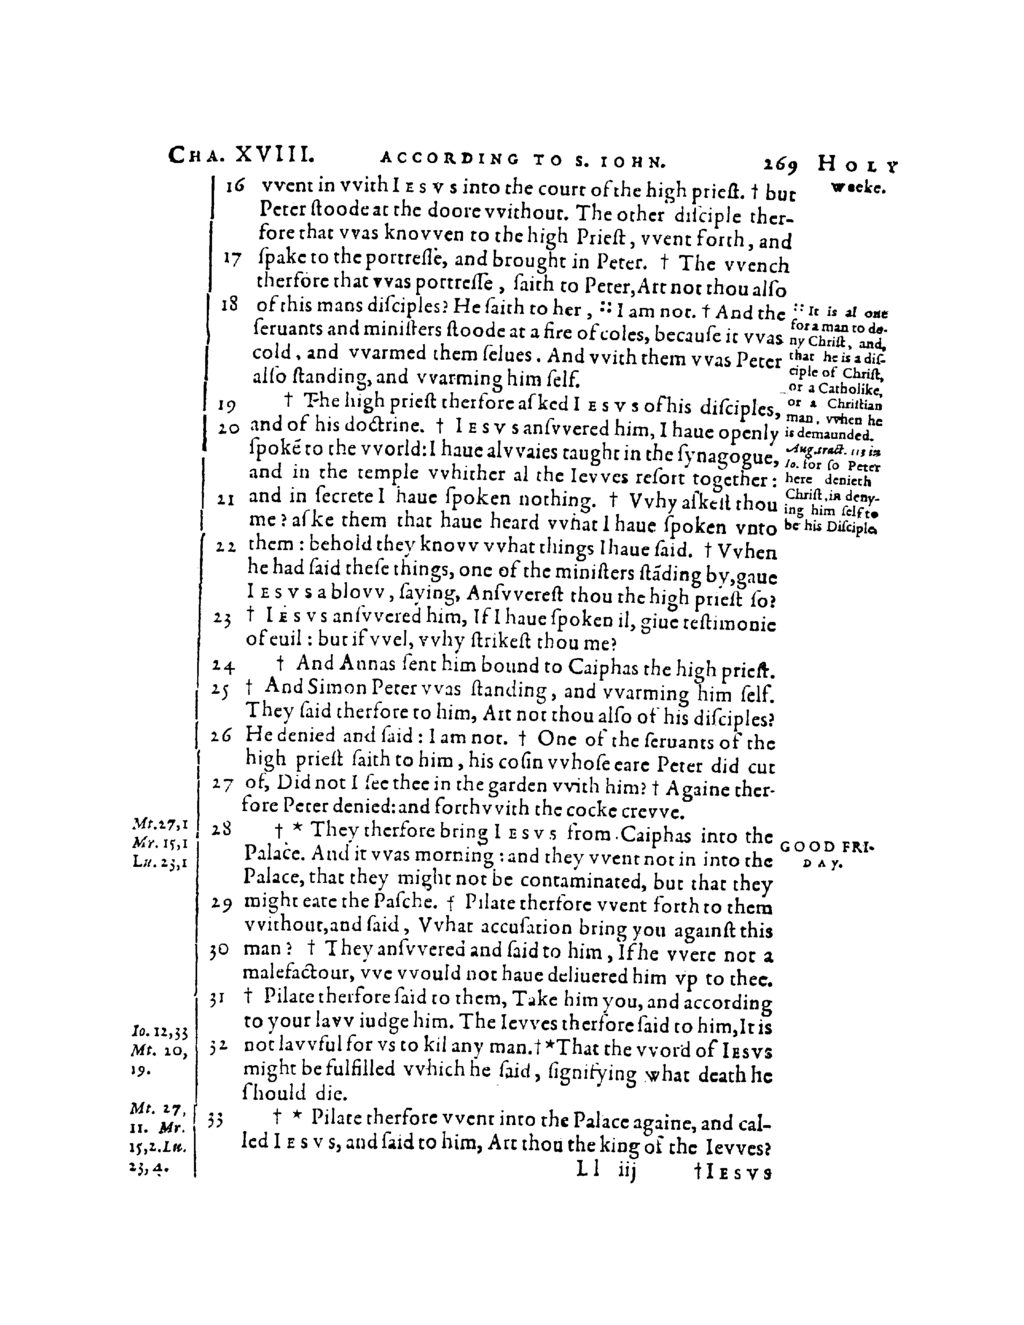 CHA. XVIII. ACCORDING TO S. IOHN. 269 HOLY
weeke.
16 vvent in vvith IESVS into the court of the high prieſt. † but
Peter ſtoode at the doore vvithout. The other diſciple ther-
fore that vvas knovven to the high Prieſt, vvent forth, and
17 ſpake to the portreſſe, and brought in Peter. † The vvench
therfore that vvas portreſſe, ſaith to Peter, Art not thou alſo
18 of this mans diſciples? He ſaith to her, :: I am not. † And the
ſeruants and miniſters ſtoode at a fire of coles, becauſe it vvas
cold, and vvarmed them ſelues. And vvith them vvas Peter
alſo ſtanding, and vvarming him ſelf.
19 † The high prieſt therfore aſked IESVS of his diſciples,
20 and of his doctrine. † IESVS anſvvered him, I haue openly
ſpokē to the vvorld: I haue alvvaies taught in the ſynagogue,
and in the temple vvhither al the Ievves reſort together:
21 and in ſecrete I haue ſpoken nothing. † Vvhy aſkeſt thou
me? aſke them that haue heard vvhat I haue ſpoken vnto
22 them: behold they knovv vvhat things I haue ſaid. † Vvhen
he had ſaid theſe things, one of the miniſters ſtāding by, gaue
IESVS a blovv, ſaying, Anſvvereſt thou the high prieſt ſo?
23 † IESVS anſvvered him, If I haue ſpoken il, giue teſtimonie
of euil: but if vvel, vvhy ſtrikeſt thou me?
24 † And Annas ſent him bound to Caiphas the high prieſt.
25 † And Simon Peter vvas ſtanding, and vvarming him ſelf.
They ſaid therfore to him, Art not thou alſo of his diſciples?
26 He denied and ſaid: I am not. † One of the ſeruants of the
high prieſt ſaith to him, his coſin vvhoſe eare Peter did cut
27 of, Did not I ſee thee in the garden vvith him? † Againe ther-
fore Peter denied: and forthvvith the cocke crevve.
28 † * They therfore bring IESVS from Caiphas into the
Palace. And it vvas morning: and they vvent not in into the
Palace, that they might not be contaminated, but that they
29 might eate the Paſche. † Pilate therfore vvent forth to them
vvithout, and ſaid, Vvhat accuſation bring you againſt this
30 man? † They anſvvered and ſaid to him, If he vvere not a
malefactour, vve vvould not haue deliuered him vp to thee.
31 † Pilate therfore ſaid to them, Take him you, and according
to your lavv iudge him. The Ievves therfore ſaid to him, It is
32 not lavvful for vs to kil any man. † * That the vvord of IESVS
might be fulfilled vvhich he ſaid, ſignifying what death he
ſhould die.
33 † * Pilate therfore vvent into the Palace againe, and cal-
led IESVS, and ſaid to him, Art thou the king of the Ievves?
Ll iij † IESVS
:: It is al one
for a man to de-
ny Chriſt, and,
that he is a diſ-
ciple of Chriſt,
or a Catholike,
or a Chriſtian
man, vvhen he
is demaunded.
Aug. tract. 113 in
Io. for ſo Peter
here denieth
Chriſt, in deny-
ing him ſelf to
be his Diſciple
GOOD FRI-
DAY.
Mt. 27,1
Mr. 15,1
Lu. 23,1
Io. 12,33
Mt. 20,
19.
Mt. 27,
11. Mr.
15,2. Lu.
23,4.